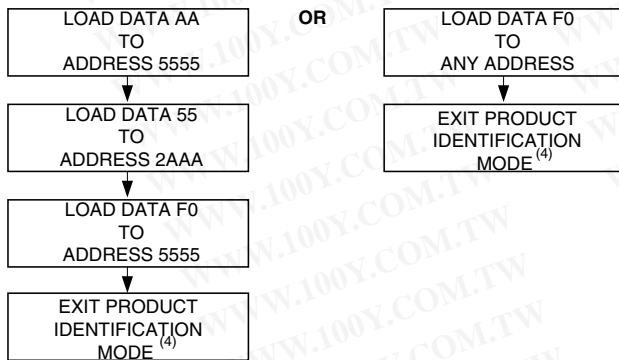 LOAD DATA AA
TO
ADDRESS 5555
LOAD DATA 55
TO
ADDRESS 2AAA
LOAD DATA F0
TO
ADDRESS 5555
EXIT PRODUCT
IDENTIFICATION
MODE (4)
OR
LOAD DATA F0
TO
ANY ADDRESS
EXIT PRODUCT
IDENTIFICATION
MODE (4)
WWW.100Y.COM.TW